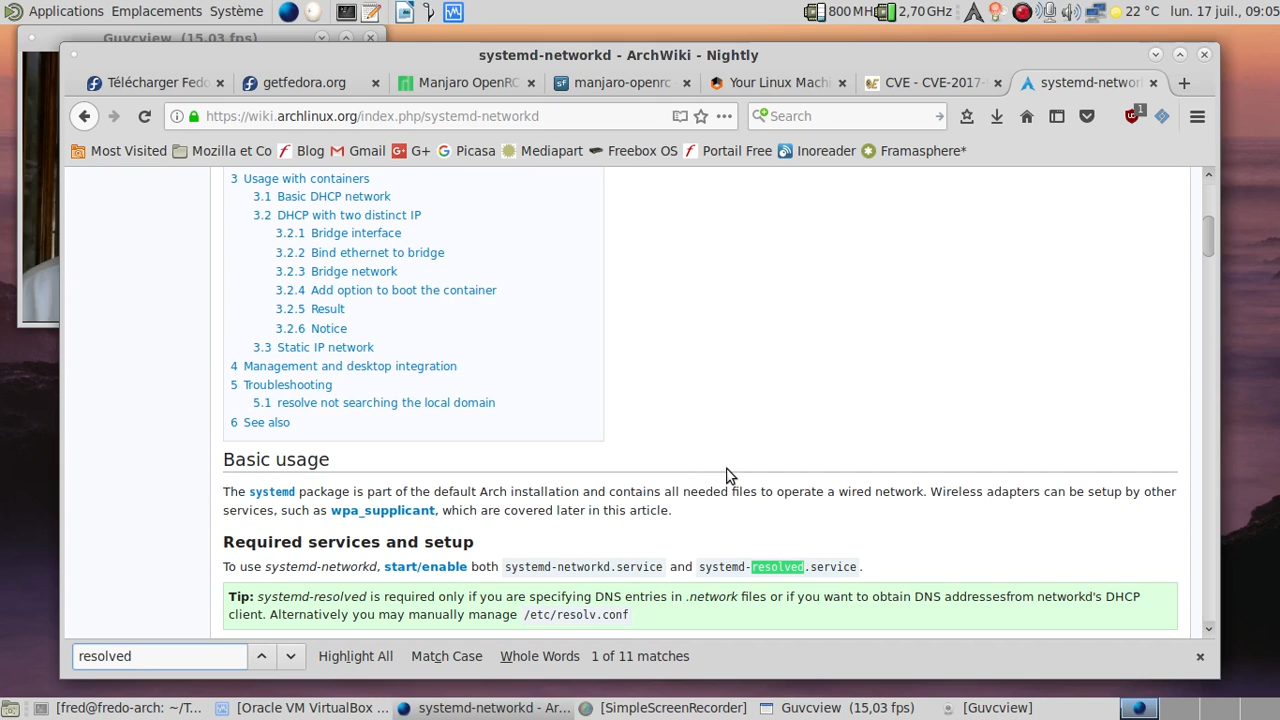 Applications Emplacements Système 800 MHz 2,70 GHz 22 °C lun. 17 juil., 09:05
Guvcview (15,03 fps)
systemd-networkd - ArchWiki - Nightly
Télécharger Fedo getfedora.org Manjaro OpenRC manjaro-openrc - Your Linux Machi CVE - CVE-2017- systemd-networ
https://wiki.archlinux.org/index.php/systemd-networkd Search 1
Most Visited Mozilla et Co Blog Gmail G+ Picasa Mediapart Freebox OS Portail Free Inoreader Framasphere*
3 Usage with containers
3.1 Basic DHCP network
3.2 DHCP with two distinct IP
3.2.1 Bridge interface
3.2.2 Bind ethernet to bridge
3.2.3 Bridge network
3.2.4 Add option to boot the container
3.2.5 Result
3.2.6 Notice
3.3 Static IP network
4 Management and desktop integration
5 Troubleshooting
5.1 resolve not searching the local domain
6 See also
Basic usage
The systemd package is part of the default Arch installation and contains all needed files to operate a wired network. Wireless adapters can be setup by other
services, such as wpa_supplicant, which are covered later in this article.
Required services and setup
To use systemd-networkd, start/enable both systemd-networkd.service and systemd-resolved.service.
Tip: systemd-resolved is required only if you are specifying DNS entries in .network files or if you want to obtain DNS addressesfrom networkd's DHCP
client. Alternatively you may manually manage /etc/resolv.conf
resolved Highlight All Match Case Whole Words 1 of 11 matches
[fred@fredo-arch: ~/T... [Oracle VM VirtualBox ... systemd-networkd - Ar... [SimpleScreenRecorder] Guvcview (15,03 fps) [Guvcview]